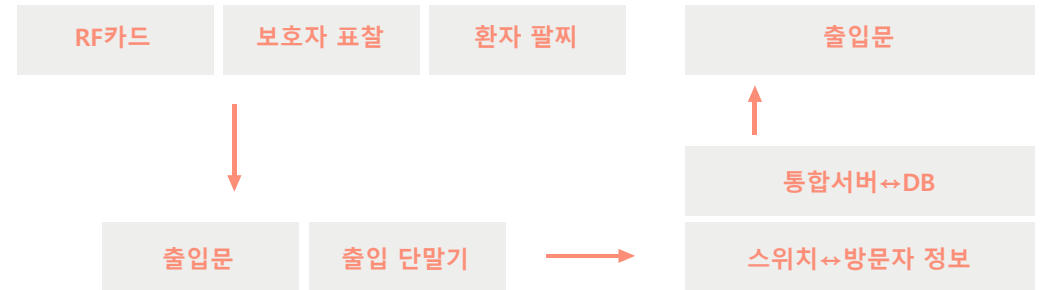 RF카드
보호자 표찰
환자 팔찌
출입문
통합서버↔DB
출입문
출입 단말기
스위치↔방문자 정보